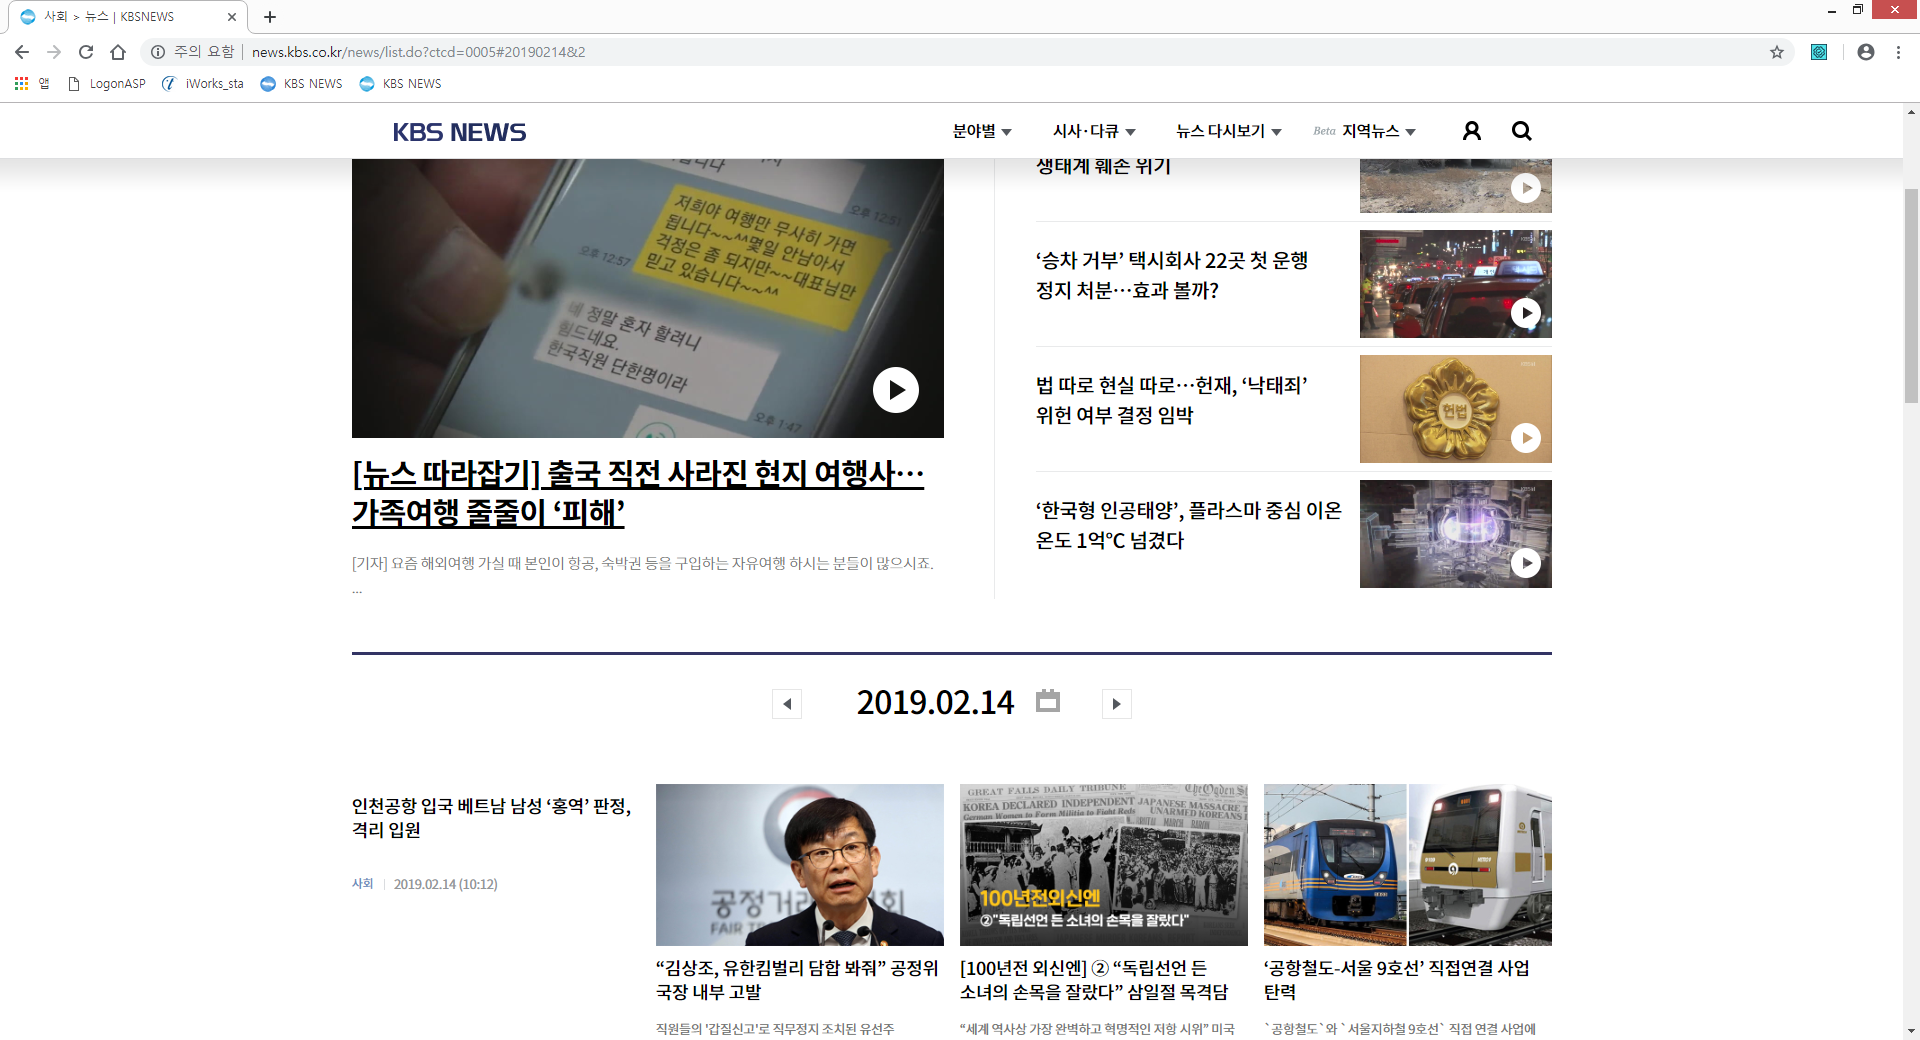 사회 > 뉴스 | KBSNEWS
주의 요함
news.kbs.co.kr/news/list.do?ctcd=0005#20190214&2
앱
LogonASP
iWorks_sta
KBS NEWS
KBS NEWS
KBS NEWS
분야별
시사·다큐
뉴스 다시보기
Beta 지역뉴스
오후 12:51
저희야 여행만 무사히 가면
됩니다~~^^몇일 안남아서
걱정은 좀 되지만~~대표님만
믿고 있습니다~~^^
오후 12:57
네 정말 혼자 할려니
힘드네요.
한국직원 단한명이라
오후 1:47
[뉴스 따라잡기] 출국 직전 사라진 현지 여행사…
가족여행 줄줄이 ‘피해’
[기자] 요즘 해외여행 가실 때 본인이 항공, 숙박권 등을 구입하는 자유여행 하시는 분들이 많으시죠.
...
생태계 훼손 위기
‘승차 거부’ 택시회사 22곳 첫 운행
정지 처분…효과 볼까?
법 따로 현실 따로…헌재, ‘낙태죄’
위헌 여부 결정 임박
헌법
‘한국형 인공태양’, 플라스마 중심 이온
온도 1억℃ 넘겼다
2019.02.14
인천공항 입국 베트남 남성 ‘홍역’ 판정,
격리 입원
사회 | 2019.02.14 (10:12)
공정거래
회
FAIR
“김상조, 유한킴벌리 담합 봐줘” 공정위
국장 내부 고발
직원들의 '갑질신고'로 직무정지 조치된 유선주
GREAT FALLS DAILY TRIBUNE
The Ogden S
KOREA DECLARED INDEPENDENT
JAPANESE MASSACRE
UNARMED KOREANS
German Women to Form Militia to Fight Reds
100년전외신엔
②"독립선언 든 소녀의 손목을 잘랐다"
[100년전 외신엔] ② “독립선언 든
소녀의 손목을 잘랐다” 삼일절 목격담
“세계 역사상 가장 완벽하고 혁명적인 저항 시위” 미국
‘공항철도-서울 9호선’ 직접연결 사업
탄력
`공항철도`와 `서울지하철 9호선` 직접 연결 사업에